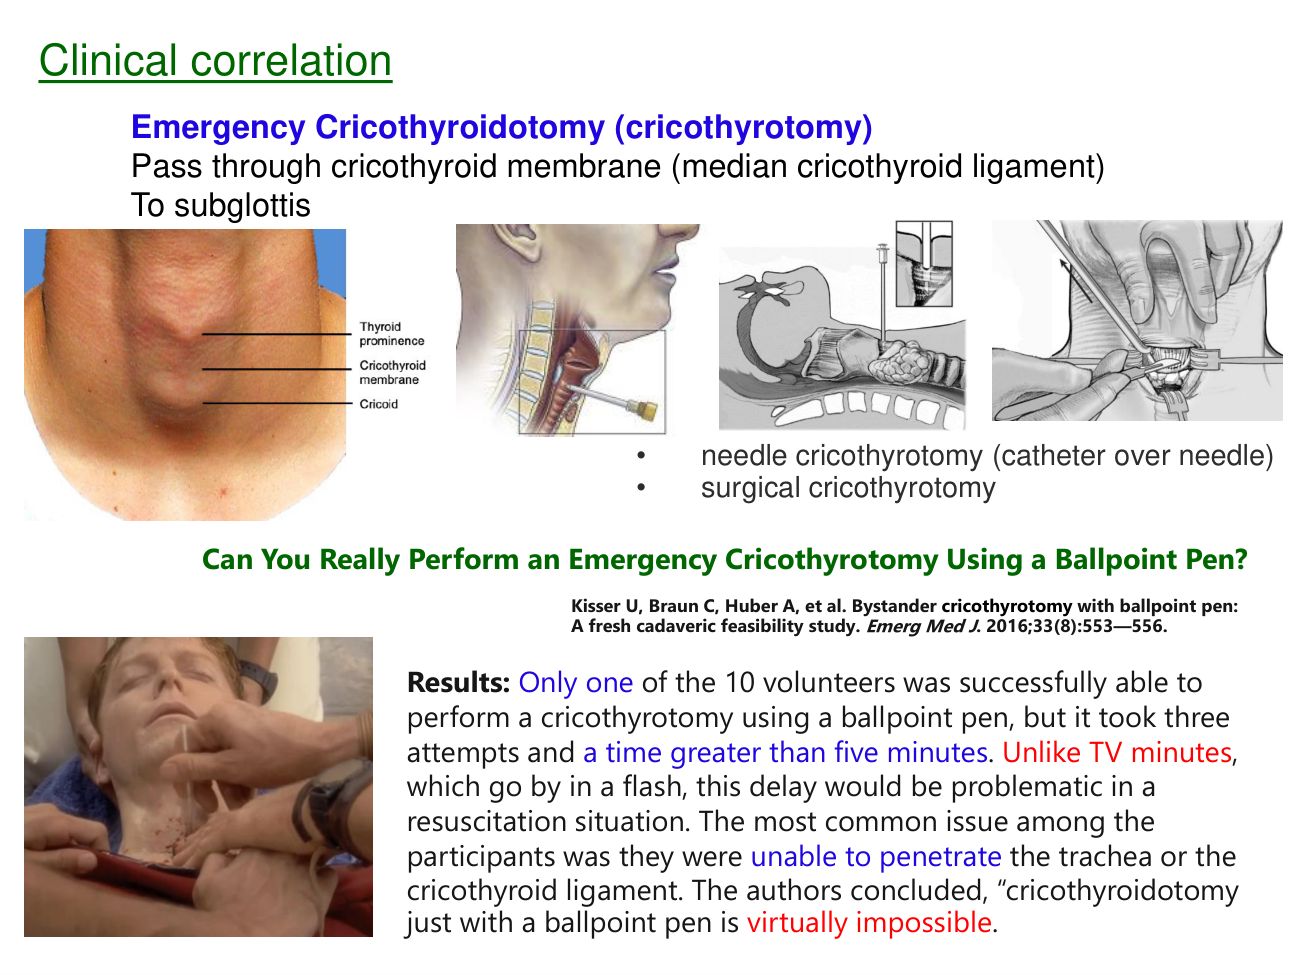 Clinical correlation
Emergency Cricothyroidotomy (cricothyrotomy)
Pass through cricothyroid membrane (median cricothyroid ligament)
To subglottis
Thyroid
prominence
Cricothyroid
membrane
Cricoid
• needle cricothyrotomy (catheter over needle)
• surgical cricothyrotomy
Can You Really Perform an Emergency Cricothyrotomy Using a Ballpoint Pen?
Kisser U, Braun C, Huber A, et al. Bystander cricothyrotomy with ballpoint pen:
A fresh cadaveric feasibility study. Emerg Med J. 2016;33(8):553—556.
Results: Only one of the 10 volunteers was successfully able to
perform a cricothyrotomy using a ballpoint pen, but it took three
attempts and a time greater than five minutes. Unlike TV minutes,
which go by in a flash, this delay would be problematic in a
resuscitation situation. The most common issue among the
participants was they were unable to penetrate the trachea or the
cricothyroid ligament. The authors concluded, “cricothyroidotomy
just with a ballpoint pen is virtually impossible.